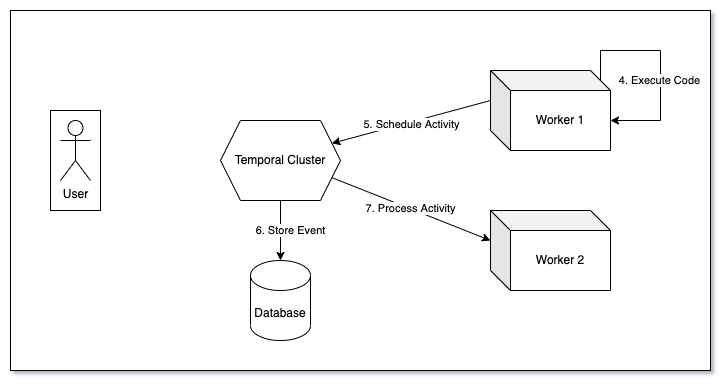 4. Execute Code
Worker 1
5. Schedule Activity
Temporal Cluster
User
7. Process Activity
6. Store Event
Worker 2
Database